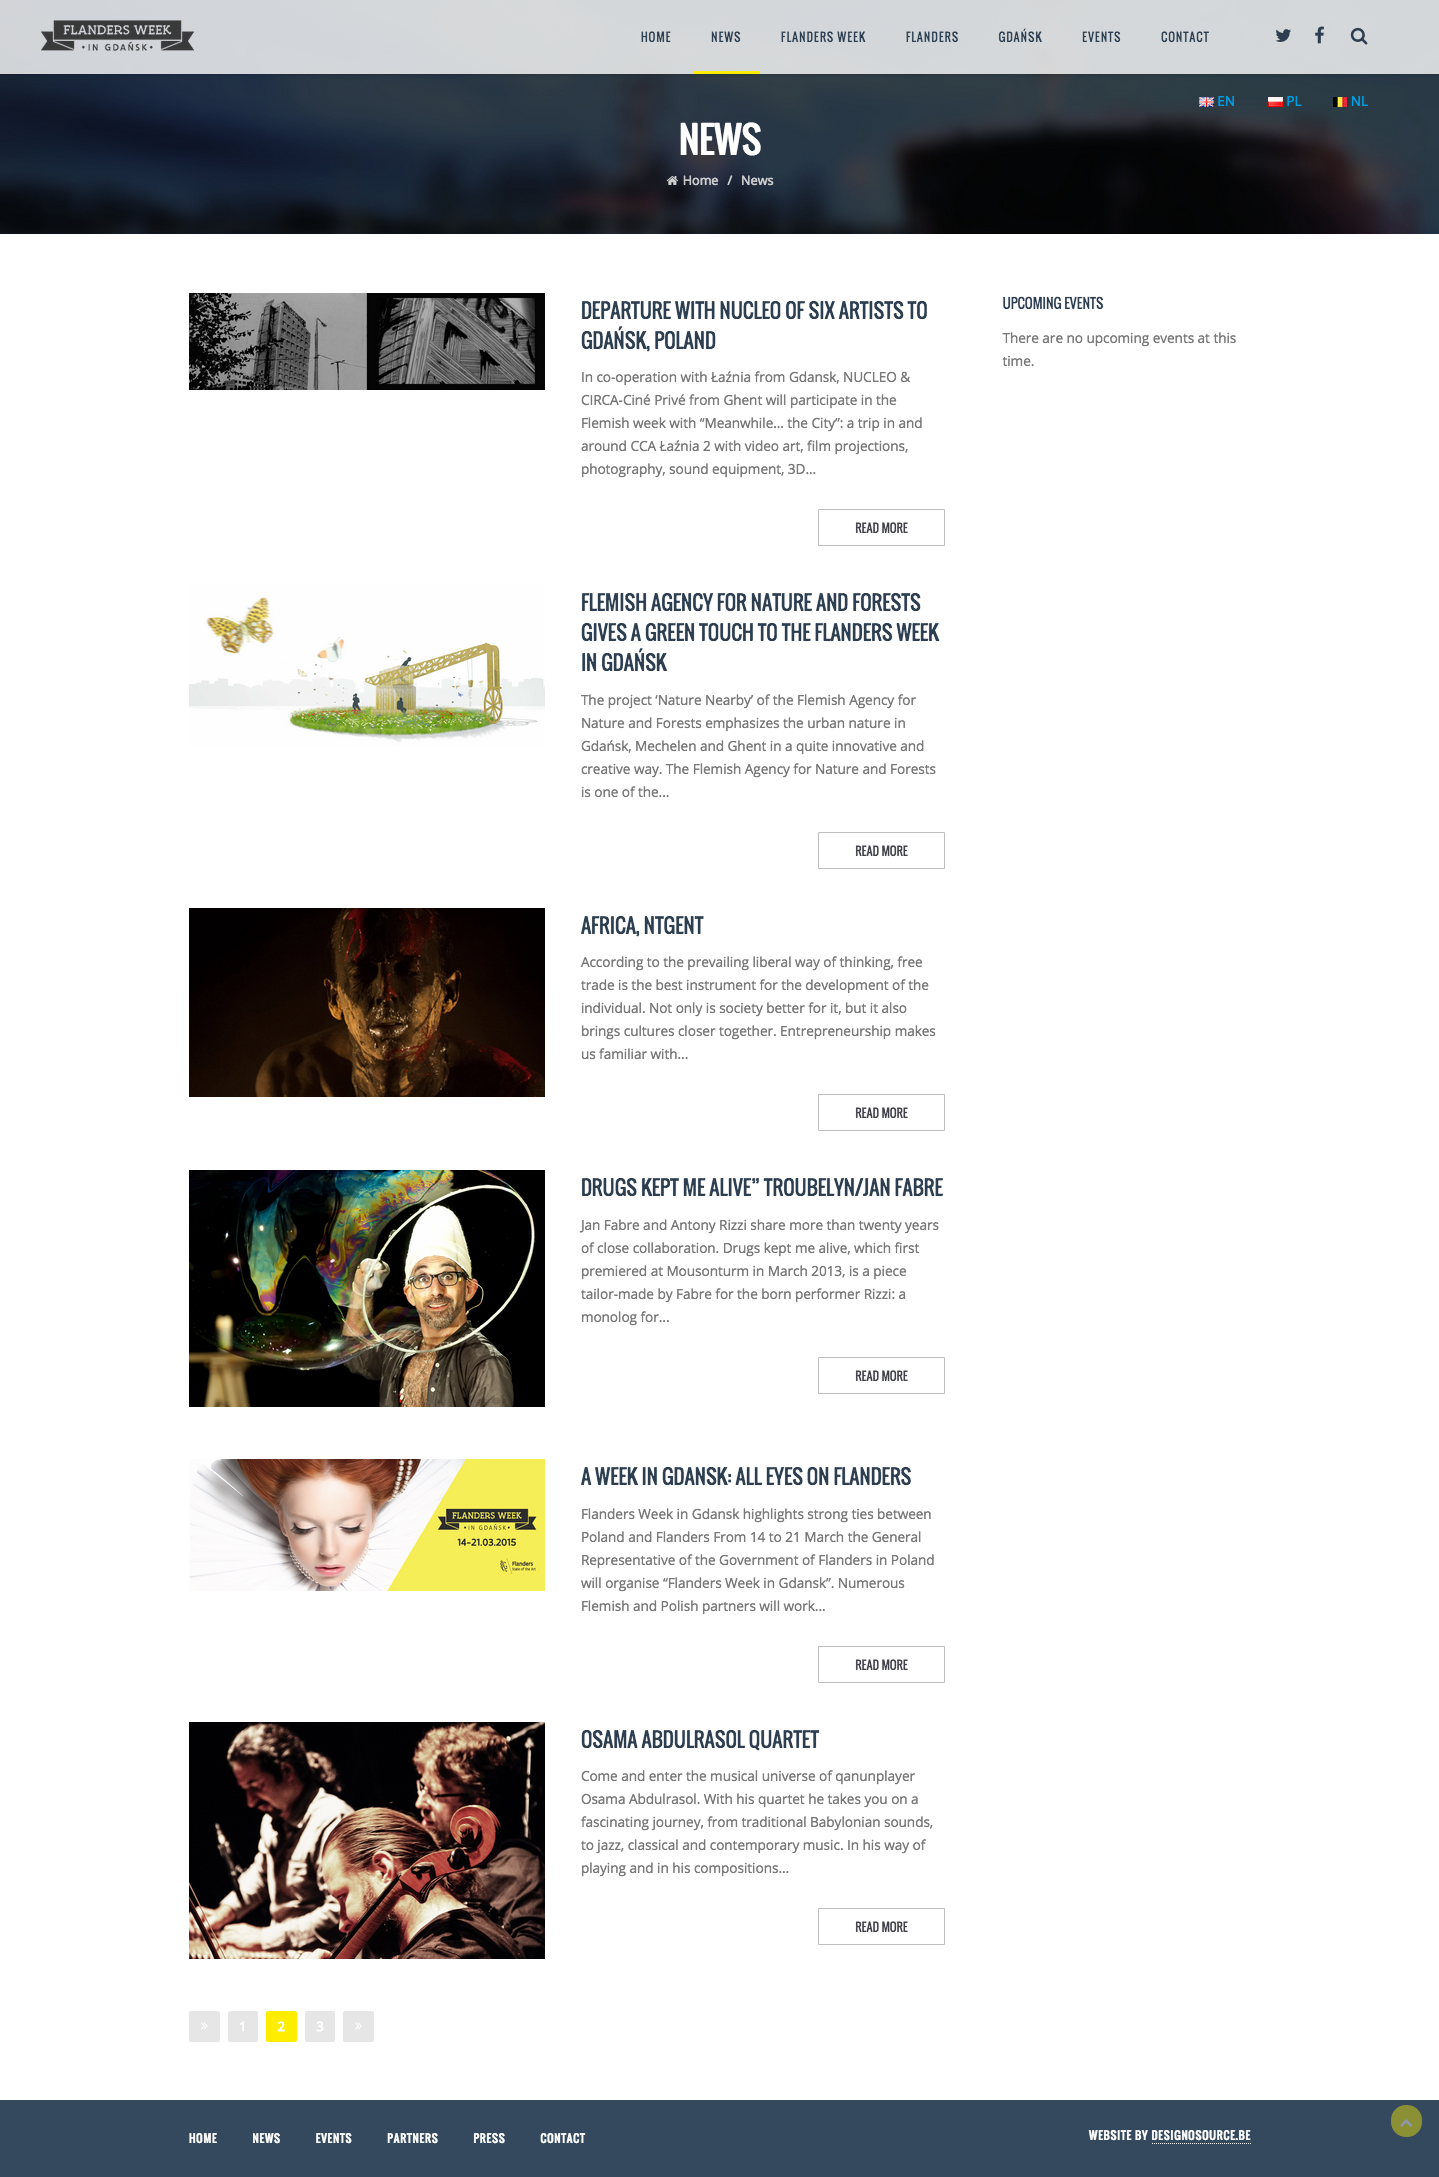 FLANDERS WEEK
• IN GDAŃSK •
HOME NEWS FLANDERS WEEK FLANDERS GDAŃSK EVENTS CONTACT
EN PL NL
NEWS
Home / News
DEPARTURE WITH NUCLEO OF SIX ARTISTS TO
GDAŃSK, POLAND
In co-operation with Łaźnia from Gdansk, NUCLEO &
CIRCA-Ciné Privé from Ghent will participate in the
Flemish week with “Meanwhile... the City”: a trip in and
around CCA Łaźnia 2 with video art, film projections,
photography, sound equipment, 3D...
READ MORE
UPCOMING EVENTS
There are no upcoming events at this
time.
FLEMISH AGENCY FOR NATURE AND FORESTS
GIVES A GREEN TOUCH TO THE FLANDERS WEEK
IN GDAŃSK
The project ‘Nature Nearby’ of the Flemish Agency for
Nature and Forests emphasizes the urban nature in
Gdańsk, Mechelen and Ghent in a quite innovative and
creative way. The Flemish Agency for Nature and Forests
is one of the...
READ MORE
AFRICA, NTGENT
According to the prevailing liberal way of thinking, free
trade is the best instrument for the development of the
individual. Not only is society better for it, but it also
brings cultures closer together. Entrepreneurship makes
us familiar with...
READ MORE
DRUGS KEPT ME ALIVE” TROUBELYN/JAN FABRE
Jan Fabre and Antony Rizzi share more than twenty years
of close collaboration. Drugs kept me alive, which first
premiered at Mousonturm in March 2013, is a piece
tailor-made by Fabre for the born performer Rizzi: a
monolog for...
READ MORE
FLANDERS WEEK
• IN GDAŃSK •
14–21.03.2015
Flanders
State of the Art
A WEEK IN GDANSK: ALL EYES ON FLANDERS
Flanders Week in Gdansk highlights strong ties between
Poland and Flanders From 14 to 21 March the General
Representative of the Government of Flanders in Poland
will organise “Flanders Week in Gdansk”. Numerous
Flemish and Polish partners will work...
READ MORE
OSAMA ABDULRASOL QUARTET
Come and enter the musical universe of qanunplayer
Osama Abdulrasol. With his quartet he takes you on a
fascinating journey, from traditional Babylonian sounds,
to jazz, classical and contemporary music. In his way of
playing and in his compositions...
READ MORE
» 1 2 3 »
HOME NEWS EVENTS PARTNERS PRESS CONTACT
WEBSITE BY DESIGNOSOURCE.BE